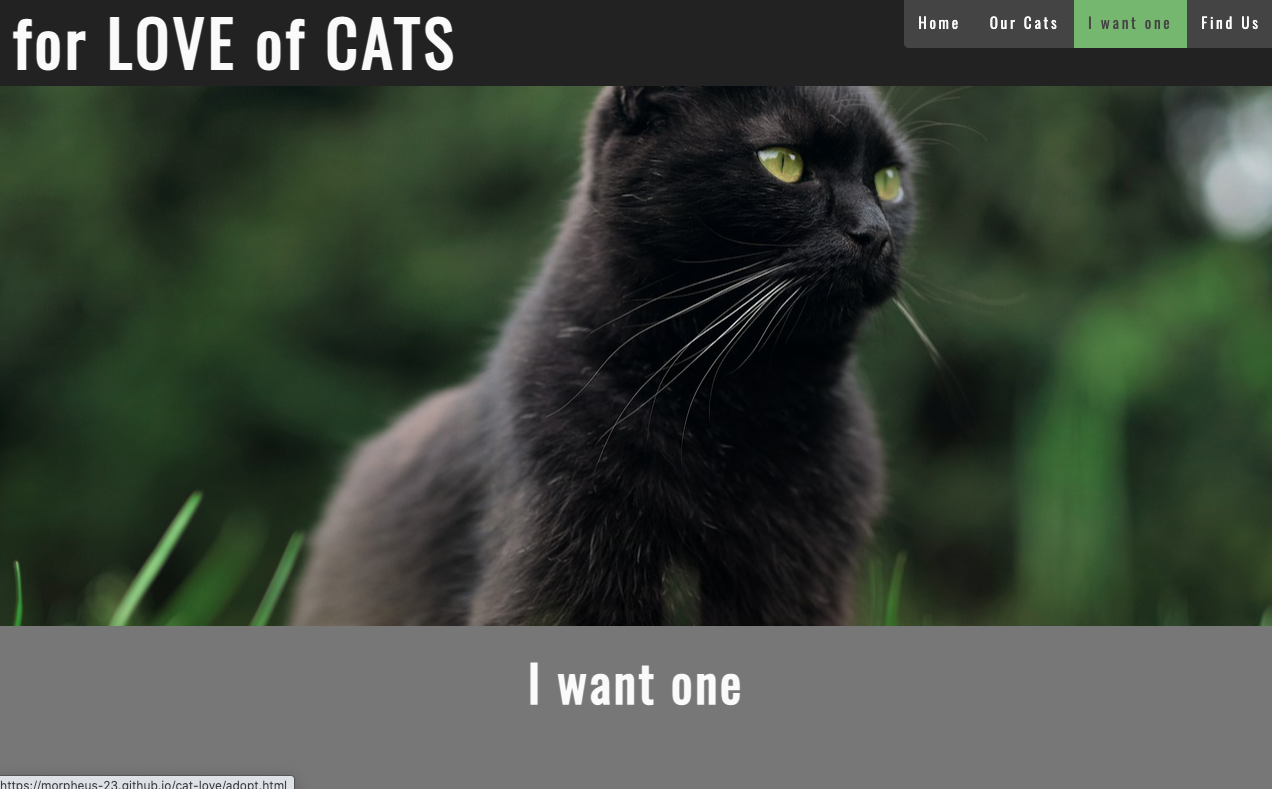 for LOVE of CATS
Home Our Cats I want one Find Us
I want one
https://morpheus-23.github.io/cat-love/adopt.html